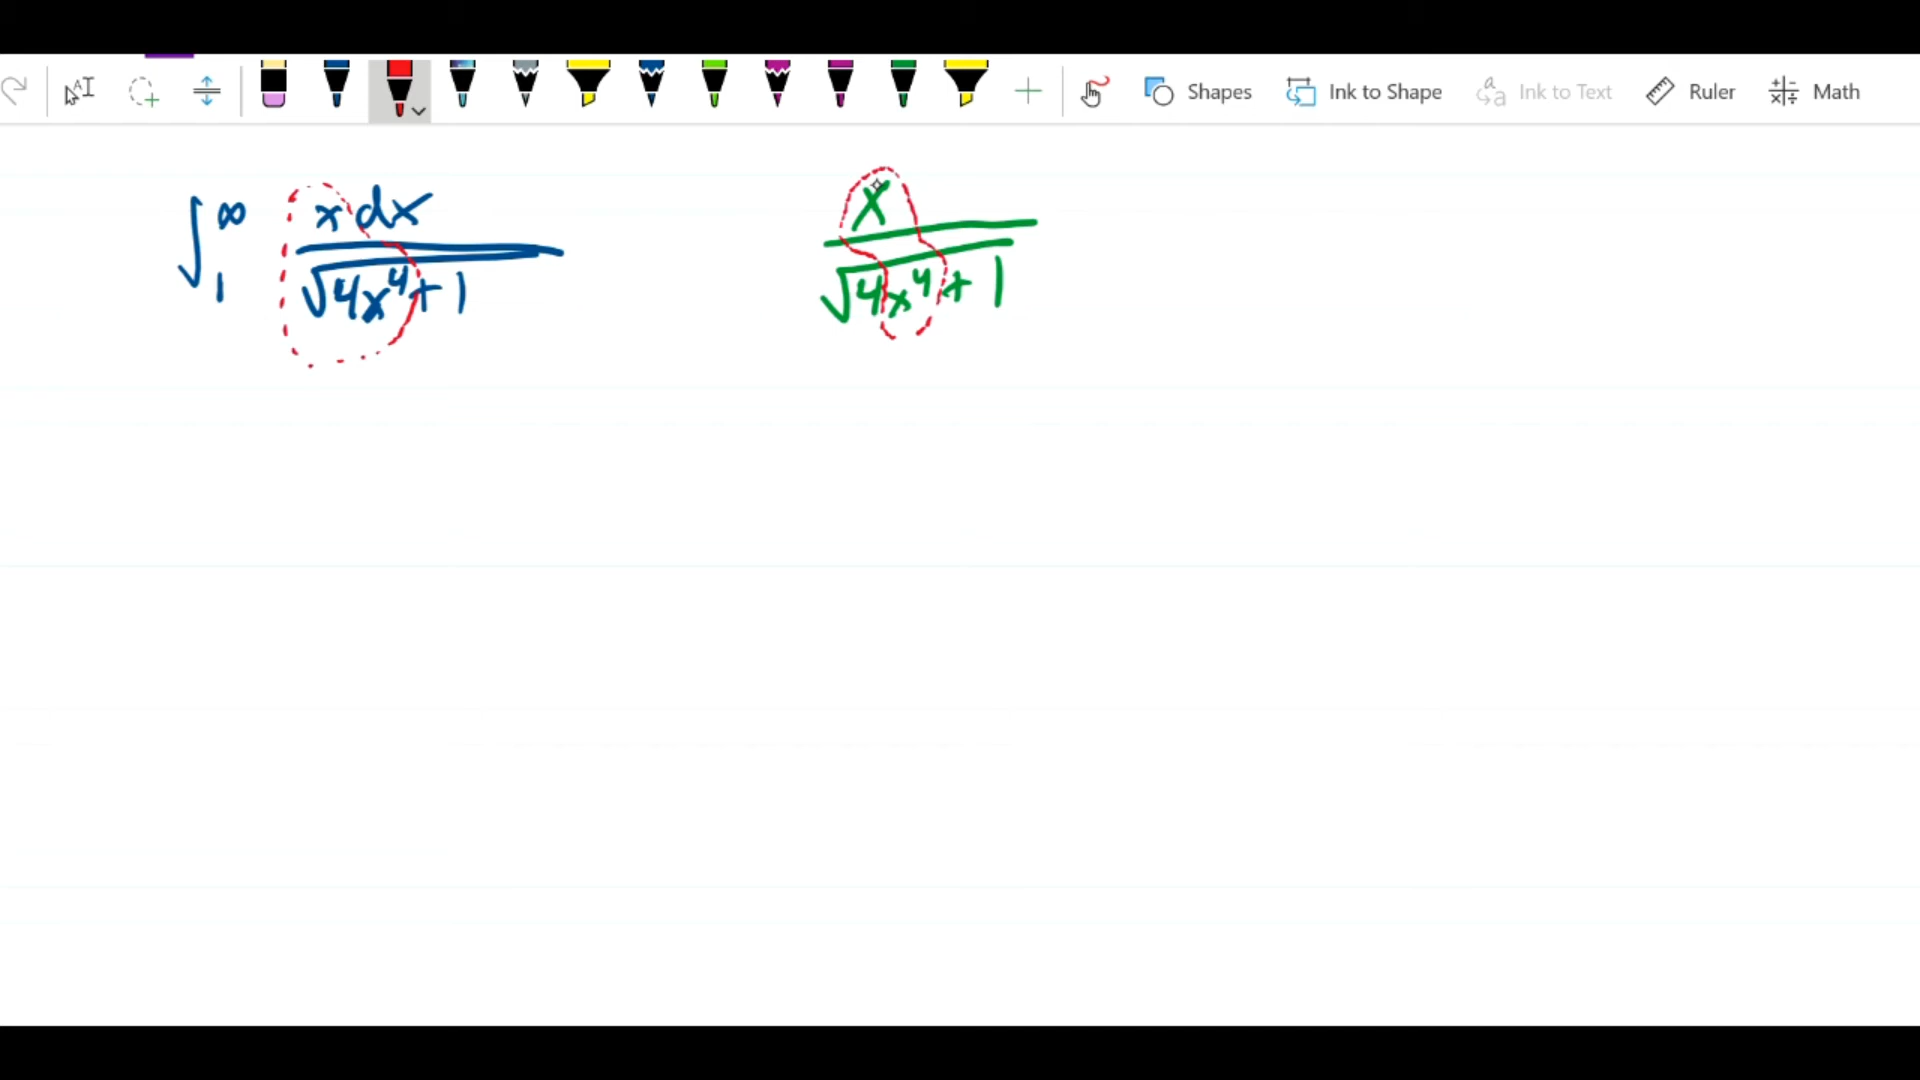 Shapes Ink to Shape Ink to Text Ruler Math
∫₁^∞ x dx / √(4x⁴ + 1)
x / √(4x⁴ + 1)